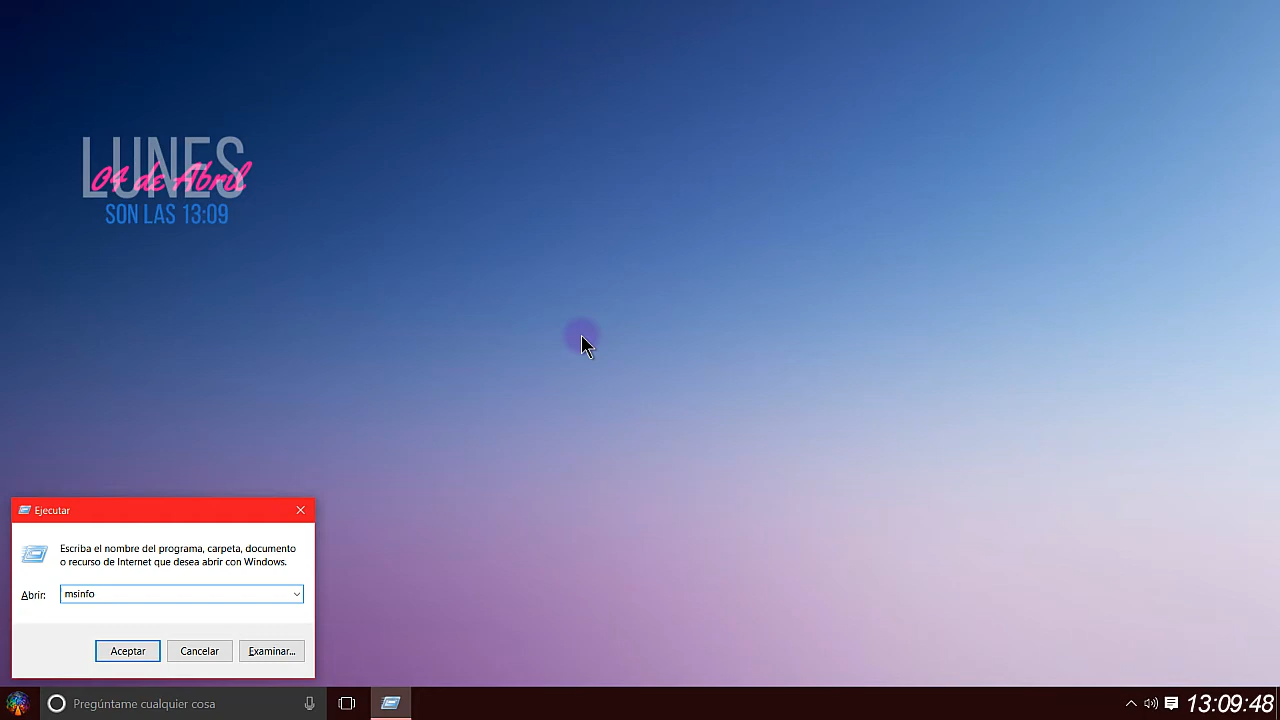 LUNES
04 de Abril
SON LAS 13:09
Ejecutar
Escriba el nombre del programa, carpeta, documento
o recurso de Internet que desea abrir con Windows.
Abrir: msinfo
Aceptar Cancelar Examinar...
Pregúntame cualquier cosa 13:09:48